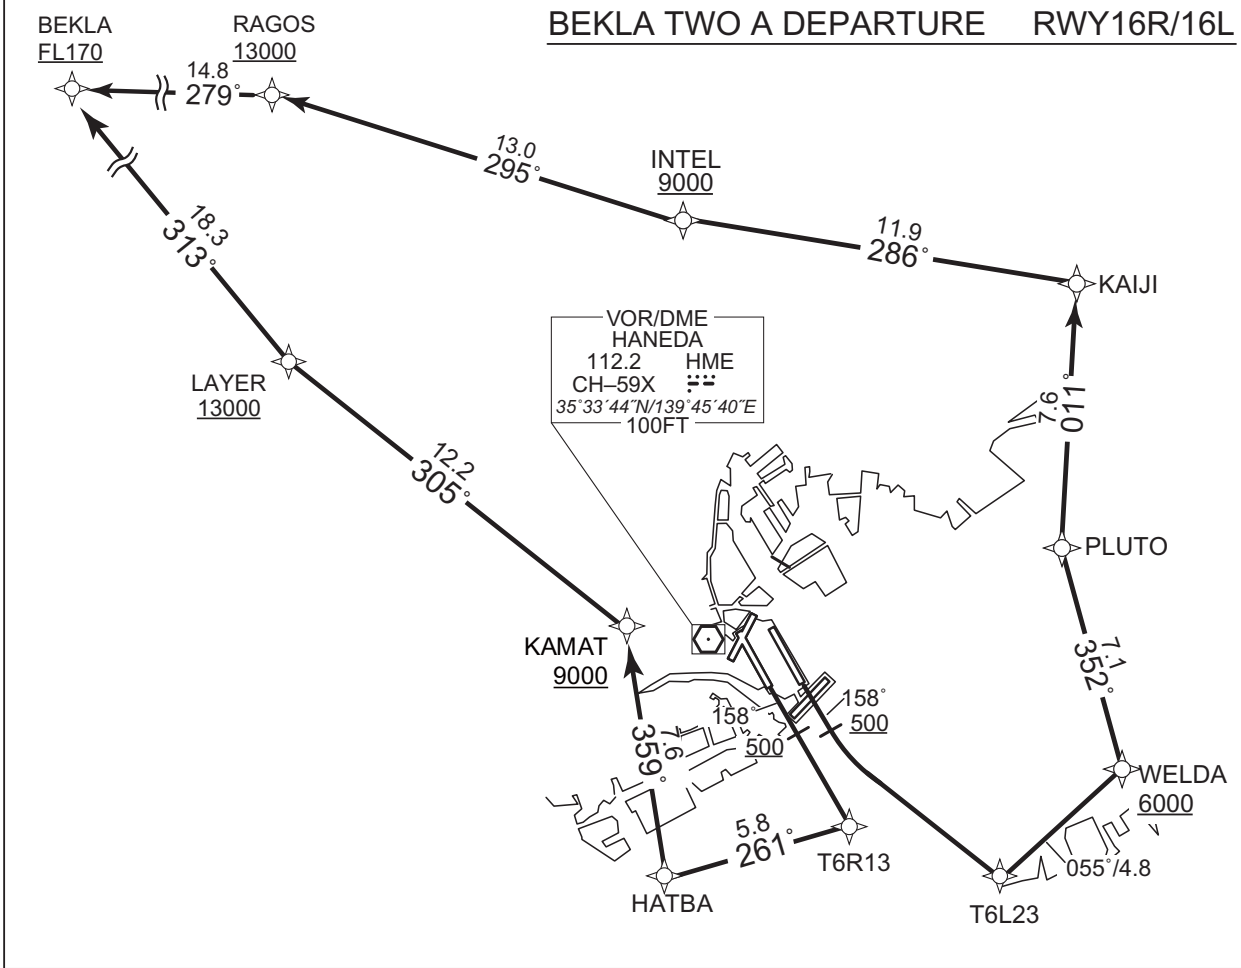 BEKLA TWO A DEPARTURE RWY16R/16L
BEKLA
FL170
RAGOS
13000
14.8
279°
13.0
295°
INTEL
9000
11.9
286°
KAIJI
18.3
313°
VOR/DME
HANEDA
112.2 HME
CH–59X
35°33´44˝N/139°45´40˝E
100FT
LAYER
13000
7.6
011°
12.2
305°
PLUTO
KAMAT
9000
7.1
352°
158°
500
158°
500
7.6
359°
WELDA
6000
5.8
261°
T6R13
055°/4.8
HATBA
T6L23